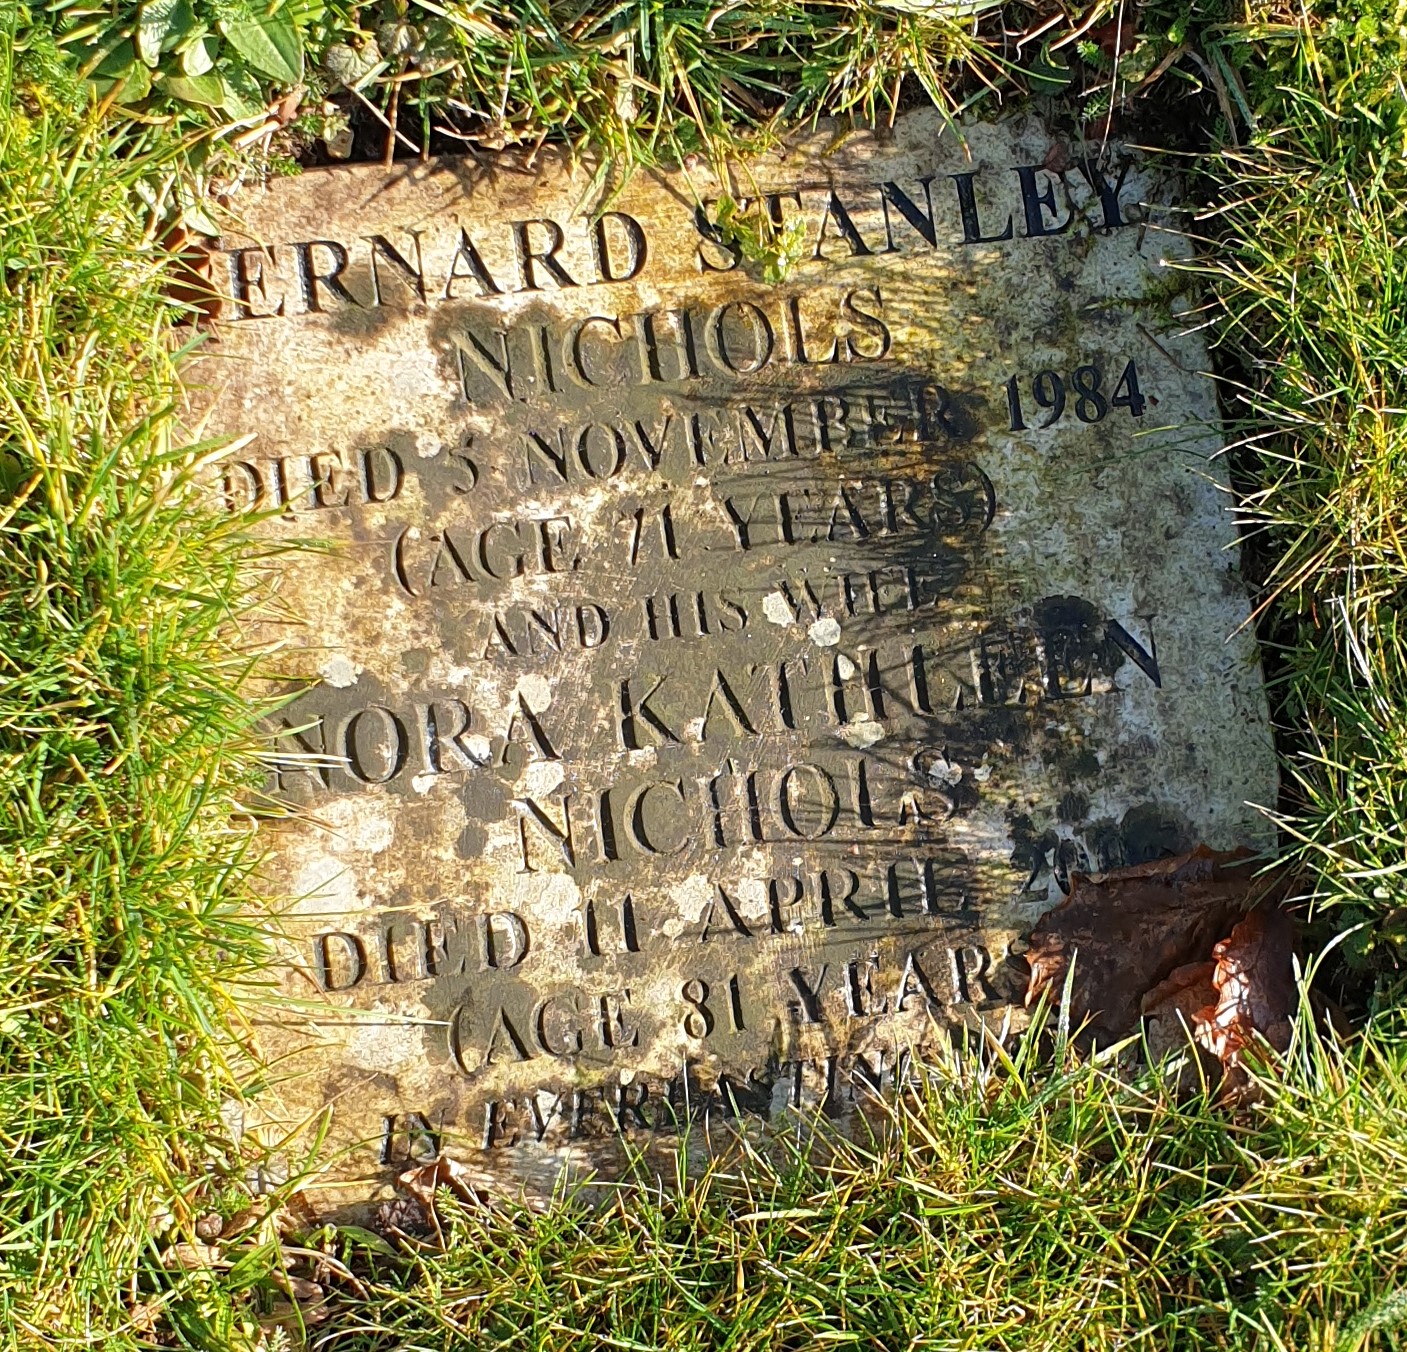 ERNARD STANLEY
NICHOLS
DIED 5 NOVEMBER 1984
(AGE 71 YEARS)
AND HIS WIFE
NORA KATHLEEN
NICHOLS
DIED 11 APRIL
(AGE 81 YEARS
IN EVERLASTING